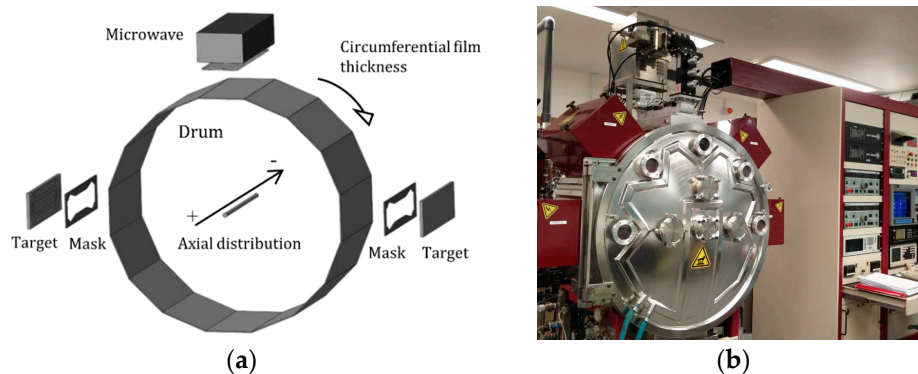 Microwave
Circumferential film
thickness
Drum
-
+
Axial distribution
Target
Mask
Mask
Target
(a)
(b)